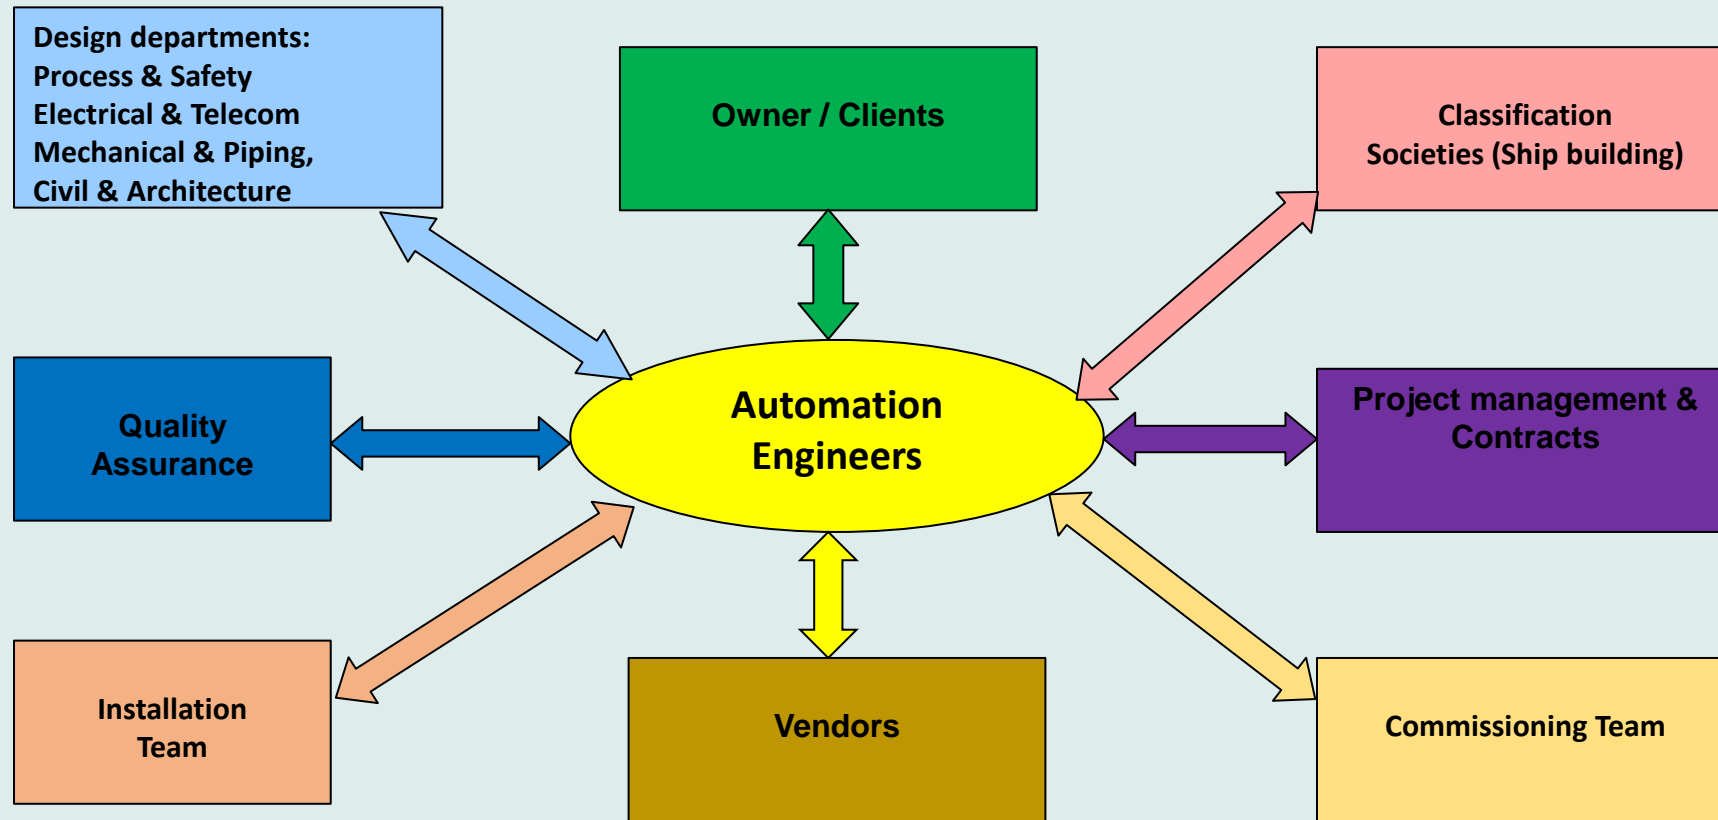 Design departments:
Process & Safety
Electrical & Telecom
Mechanical & Piping,
Civil & Architecture
Owner / Clients
Classification
Societies (Ship building)
Quality
Assurance
Automation
Engineers
Project management &
Contracts
Installation
Team
Vendors
Commissioning Team